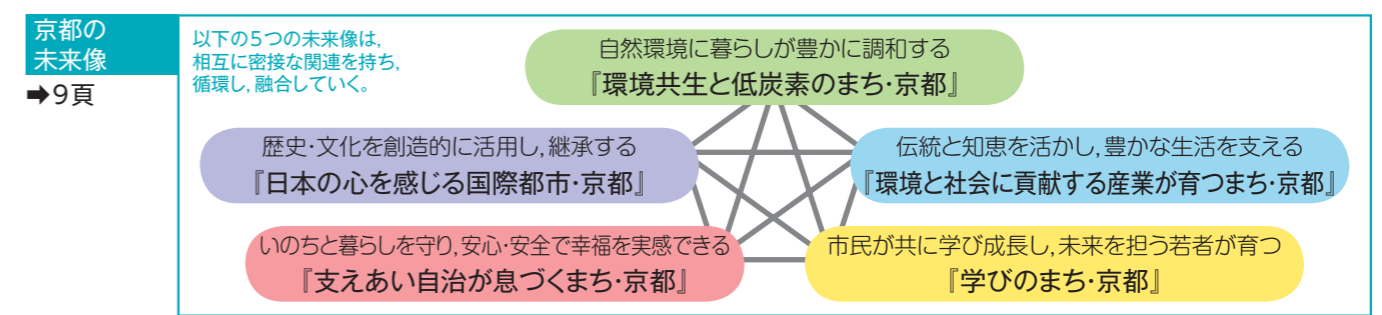 京都の
未来像
➡9頁
以下の5つの未来像は,
相互に密接な関連を持ち,
循環し,融合していく。
自然環境に暮らしが豊かに調和する
『環境共生と低炭素のまち・京都』
歴史・文化を創造的に活用し,継承する
『日本の心を感じる国際都市・京都』
伝統と知恵を活かし,豊かな生活を支える
『環境と社会に貢献する産業が育つまち・京都』
いのちと暮らしを守り,安心・安全で幸福を実感できる
『支えあい自治が息づくまち・京都』
市民が共に学び成長し,未来を担う若者が育つ
『学びのまち・京都』